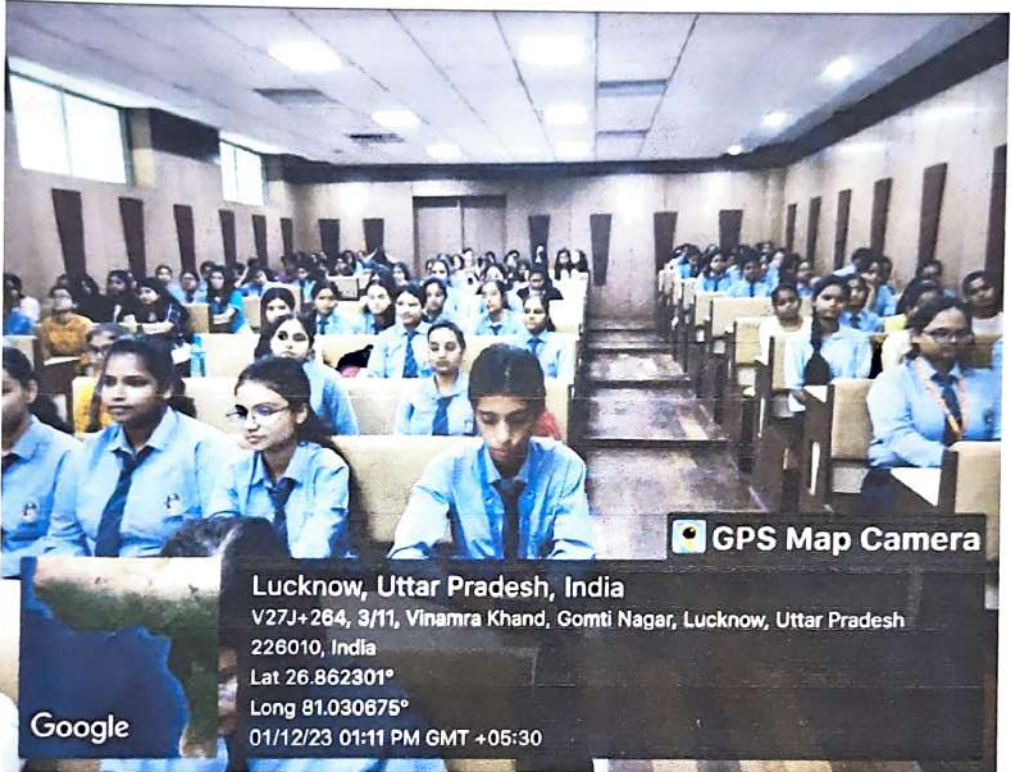 GPS Map Camera
Lucknow, Uttar Pradesh, India
V27J+264, 3/11, Vinamra Khand, Gomti Nagar, Lucknow, Uttar Pradesh
226010, India
Lat 26.862301°
Long 81.030675°
01/12/23 01:11 PM GMT +05:30
Google